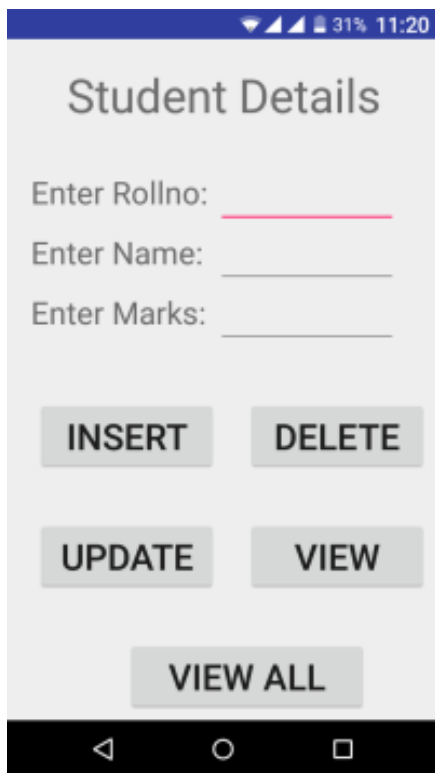 31% 11:20
Student Details
Enter Rollno:
Enter Name:
Enter Marks:
INSERT DELETE
UPDATE VIEW
VIEW ALL